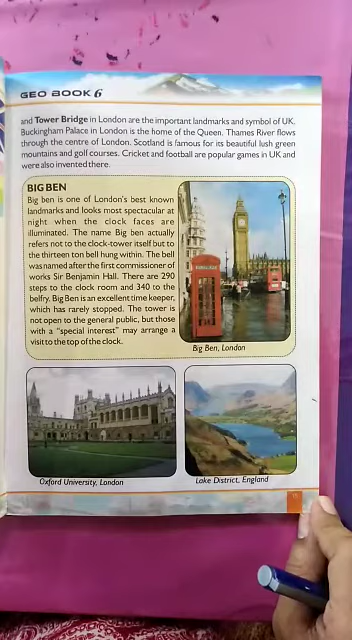 GEO BOOK 6
and Tower Bridge in London are the important landmarks and symbol of UK.
Buckingham Palace in London is the home of the Queen. Thames River flows
through the centre of London. Scotland is famous for its beautiful lush green
mountains and golf courses. Cricket and football are popular games in UK and
were also invented there.
BIG BEN
Big ben is one of London's best known
landmarks and looks most spectacular at
night when the clock faces are
illuminated. The name Big ben actually
refers not to the clock-tower itself but to
the thirteen ton bell hung within. The bell
was named after the first commissioner of
works Sir Benjamin Hall. There are 290
steps to the clock room and 340 to the
belfry. Big Ben is an excellent time keeper,
which has rarely stopped. The tower is
not open to the general public, but those
with a "special interest" may arrange a
visit to the top of the clock.
Big Ben, London
Oxford University, London
Lake District, England